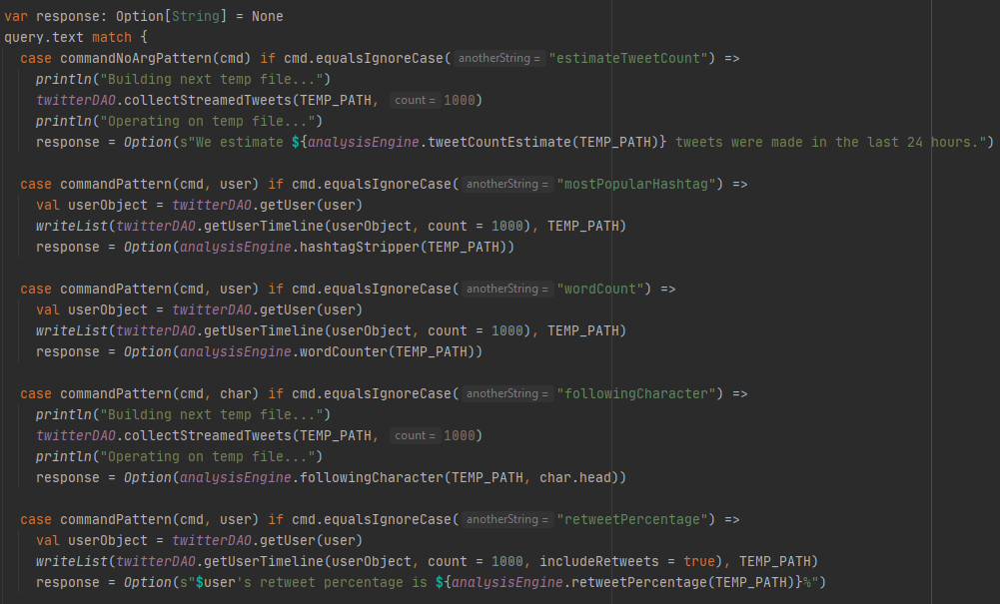 var response: Option[String] = None
query.text match {
  case commandNoArgPattern(cmd) if cmd.equalsIgnoreCase( anotherString = "estimateTweetCount") =>
    println("Building next temp file...")
    twitterDAO.collectStreamedTweets(TEMP_PATH, count = 1000)
    println("Operating on temp file...")
    response = Option(s"We estimate ${analysisEngine.tweetCountEstimate(TEMP_PATH)} tweets were made in the last 24 hours.")
  case commandPattern(cmd, user) if cmd.equalsIgnoreCase( anotherString = "mostPopularHashtag") =>
    val userObject = twitterDAO.getUser(user)
    writeList(twitterDAO.getUserTimeline(userObject, count = 1000), TEMP_PATH)
    response = Option(analysisEngine.hashtagStripper(TEMP_PATH))
  case commandPattern(cmd, user) if cmd.equalsIgnoreCase( anotherString = "wordCount") =>
    val userObject = twitterDAO.getUser(user)
    writeList(twitterDAO.getUserTimeline(userObject, count = 1000), TEMP_PATH)
    response = Option(analysisEngine.wordCounter(TEMP_PATH))
  case commandPattern(cmd, char) if cmd.equalsIgnoreCase( anotherString = "followingCharacter") =>
    println("Building next temp file...")
    twitterDAO.collectStreamedTweets(TEMP_PATH, count = 1000)
    println("Operating on temp file...")
    response = Option(analysisEngine.followingCharacter(TEMP_PATH, char.head))
  case commandPattern(cmd, user) if cmd.equalsIgnoreCase( anotherString = "retweetPercentage") =>
    val userObject = twitterDAO.getUser(user)
    writeList(twitterDAO.getUserTimeline(userObject, count = 1000, includeRetweets = true), TEMP_PATH)
    response = Option(s"$user's retweet percentage is ${analysisEngine.retweetPercentage(TEMP_PATH)}%")